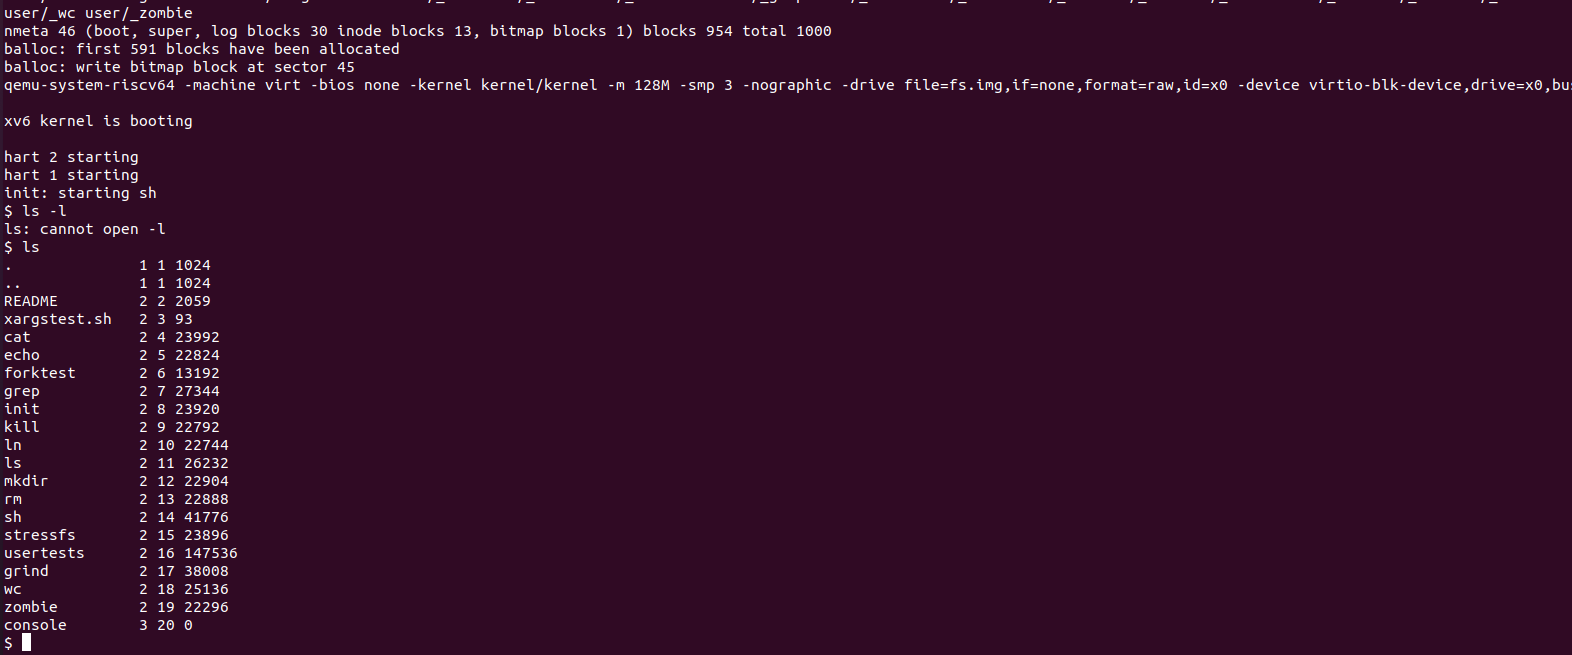 user/_wc user/_zombie
nmeta 46 (boot, super, log blocks 30 inode blocks 13, bitmap blocks 1) blocks 954 total 1000
balloc: first 591 blocks have been allocated
balloc: write bitmap block at sector 45
qemu-system-riscv64 -machine virt -bios none -kernel kernel/kernel -m 128M -smp 3 -nographic -drive file=fs.img,if=none,format=raw,id=x0 -device virtio-blk-device,drive=x0,bus
xv6 kernel is booting
hart 2 starting
hart 1 starting
init: starting sh
$ ls -l
ls: cannot open -l
$ ls
.              1 1 1024
..             1 1 1024
README         2 2 2059
xargstest.sh   2 3 93
cat            2 4 23992
echo           2 5 22824
forktest       2 6 13192
grep           2 7 27344
init           2 8 23920
kill           2 9 22792
ln             2 10 22744
ls             2 11 26232
mkdir          2 12 22904
rm             2 13 22888
sh             2 14 41776
stressfs       2 15 23896
usertests      2 16 147536
grind          2 17 38008
wc             2 18 25136
zombie         2 19 22296
console        3 20 0
$